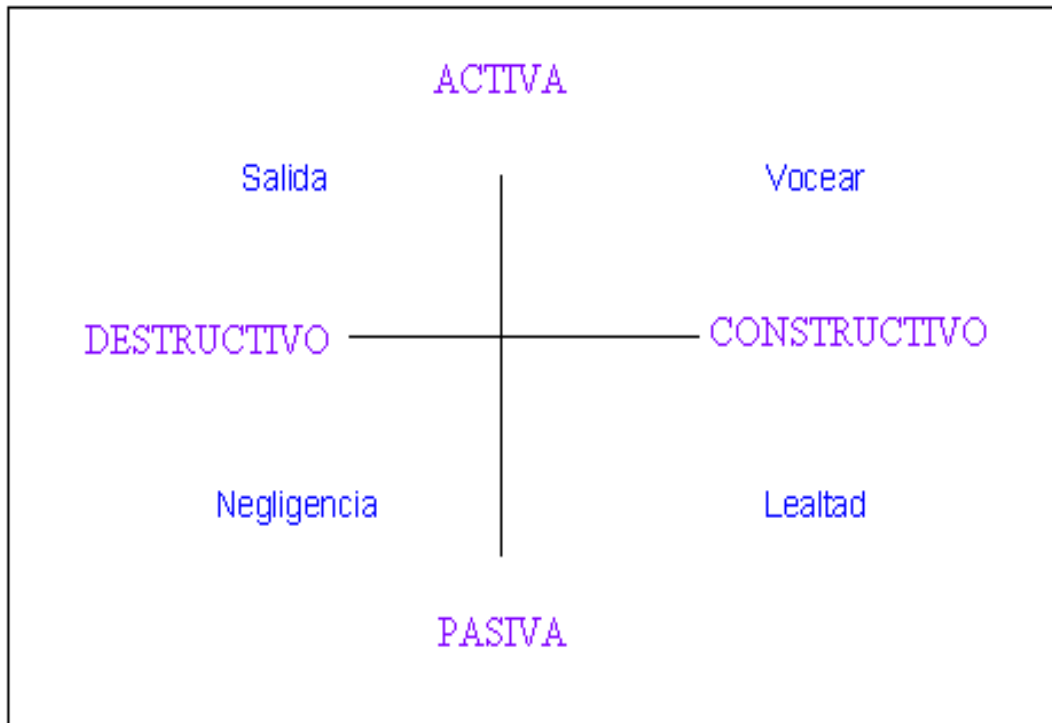 ACTIVA
Salida Vocear
DESTRUCTIVO CONSTRUCTIVO
Negligencia Lealtad
PASIVA